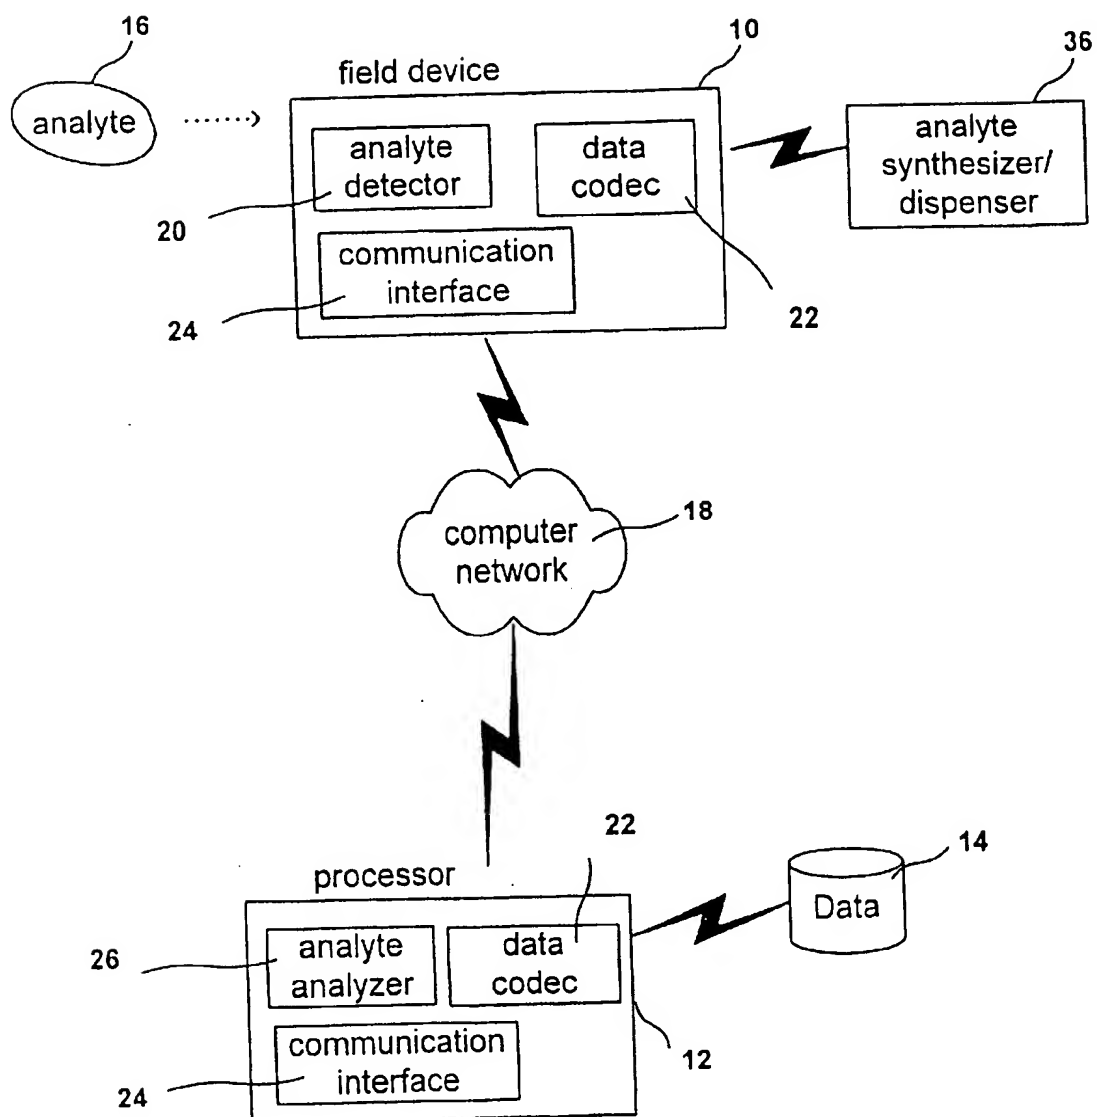 16
10
36
field device
analyte
analyte
detector
data
codec
analyte
synthesizer/
dispenser
20
communication
interface
24
22
18
computer
network
22
14
processor
Data
26
analyte
analyzer
data
codec
communication
interface
12
24